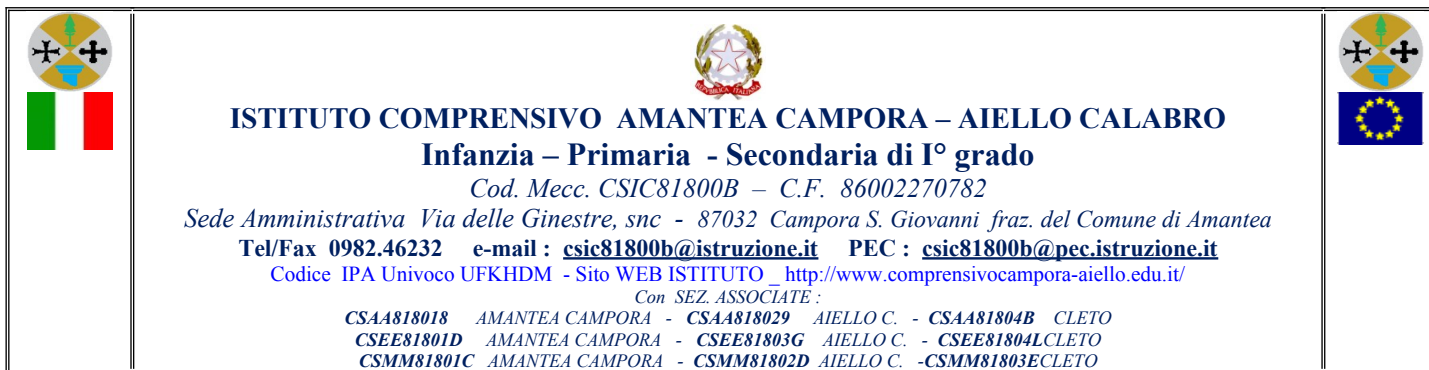 ISTITUTO COMPRENSIVO AMANTEA CAMPORA – AIELLO CALABRO
Infanzia – Primaria - Secondaria di I° grado
Cod. Mecc. CSIC81800B – C.F. 86002270782
Sede Amministrativa Via delle Ginestre, snc - 87032 Campora S. Giovanni fraz. del Comune di Amantea
Tel/Fax 0982.46232 e-mail : csic81800b@istruzione.it PEC : csic81800b@pec.istruzione.it
Codice IPA Univoco UFKHDM - Sito WEB ISTITUTO _ http://www.comprensivocampora-aiello.edu.it/
Con SEZ. ASSOCIATE :
CSAA818018 AMANTEA CAMPORA - CSAA818029 AIELLO C. - CSAA81804B CLETO
CSEE81801D AMANTEA CAMPORA - CSEE81803G AIELLO C. - CSEE81804LCLETO
CSMM81801C AMANTEA CAMPORA - CSMM81802D AIELLO C. -CSMM81803ECLETO